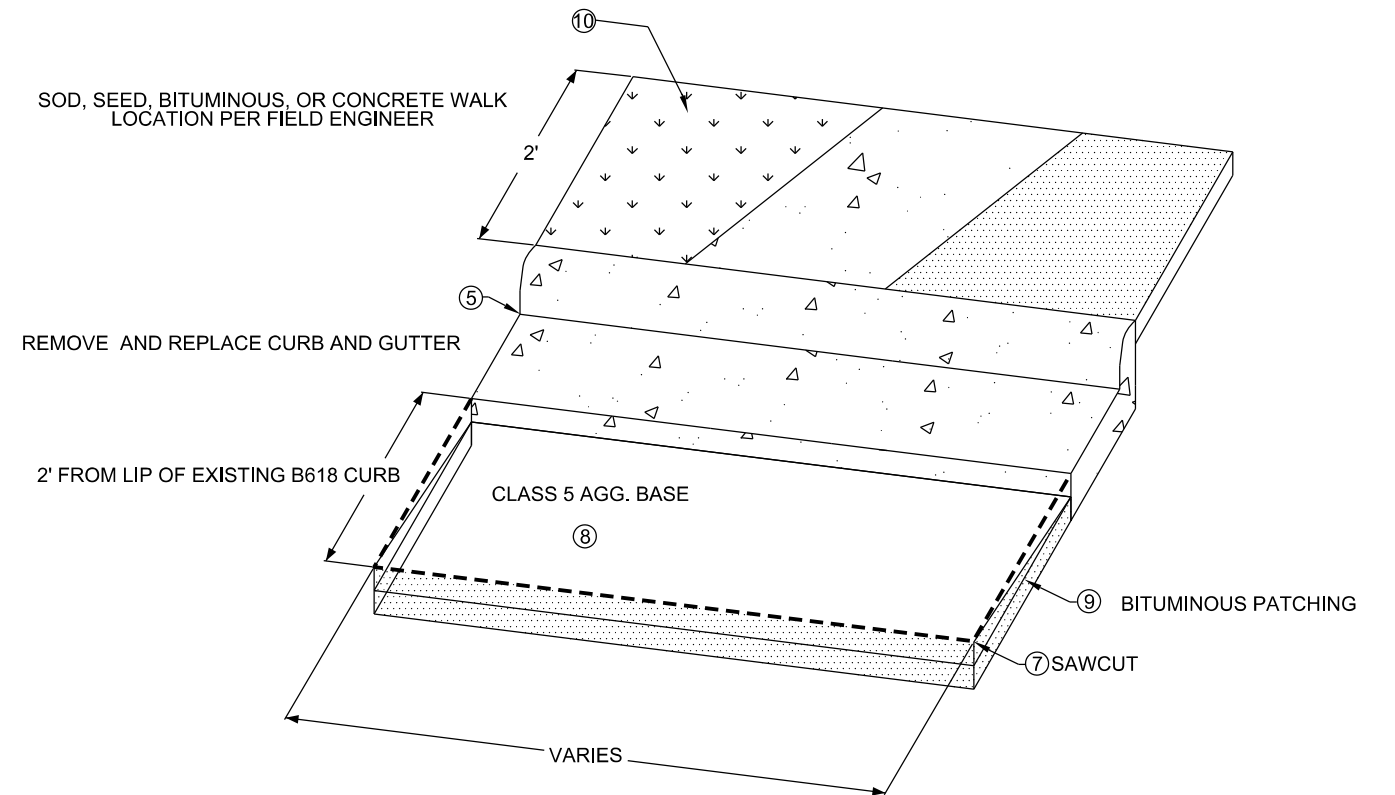 10
SOD, SEED, BITUMINOUS, OR CONCRETE WALK
LOCATION PER FIELD ENGINEER
2'
5
REMOVE AND REPLACE CURB AND GUTTER
2' FROM LIP OF EXISTING B618 CURB
CLASS 5 AGG. BASE
8
9 BITUMINOUS PATCHING
7 SAWCUT
VARIES